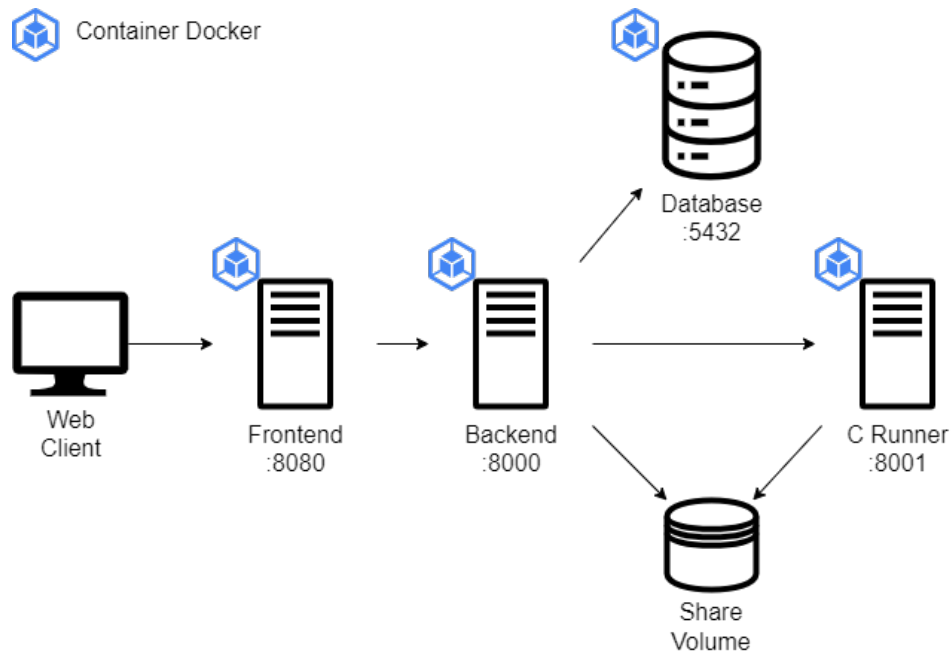 Container Docker
Database
:5432
Web
Client
Frontend
:8080
Backend
:8000
C Runner
:8001
Share
Volume